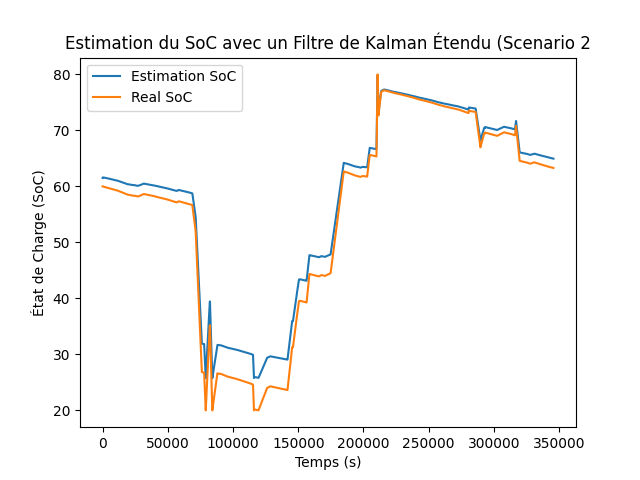 Estimation du SoC avec un Filtre de Kalman Étendu (Scenario 2
Estimation SoC
Real SoC
80
70
60
50
40
30
20
État de Charge (SoC)
0 50000 100000 150000 200000 250000 300000 350000
Temps (s)